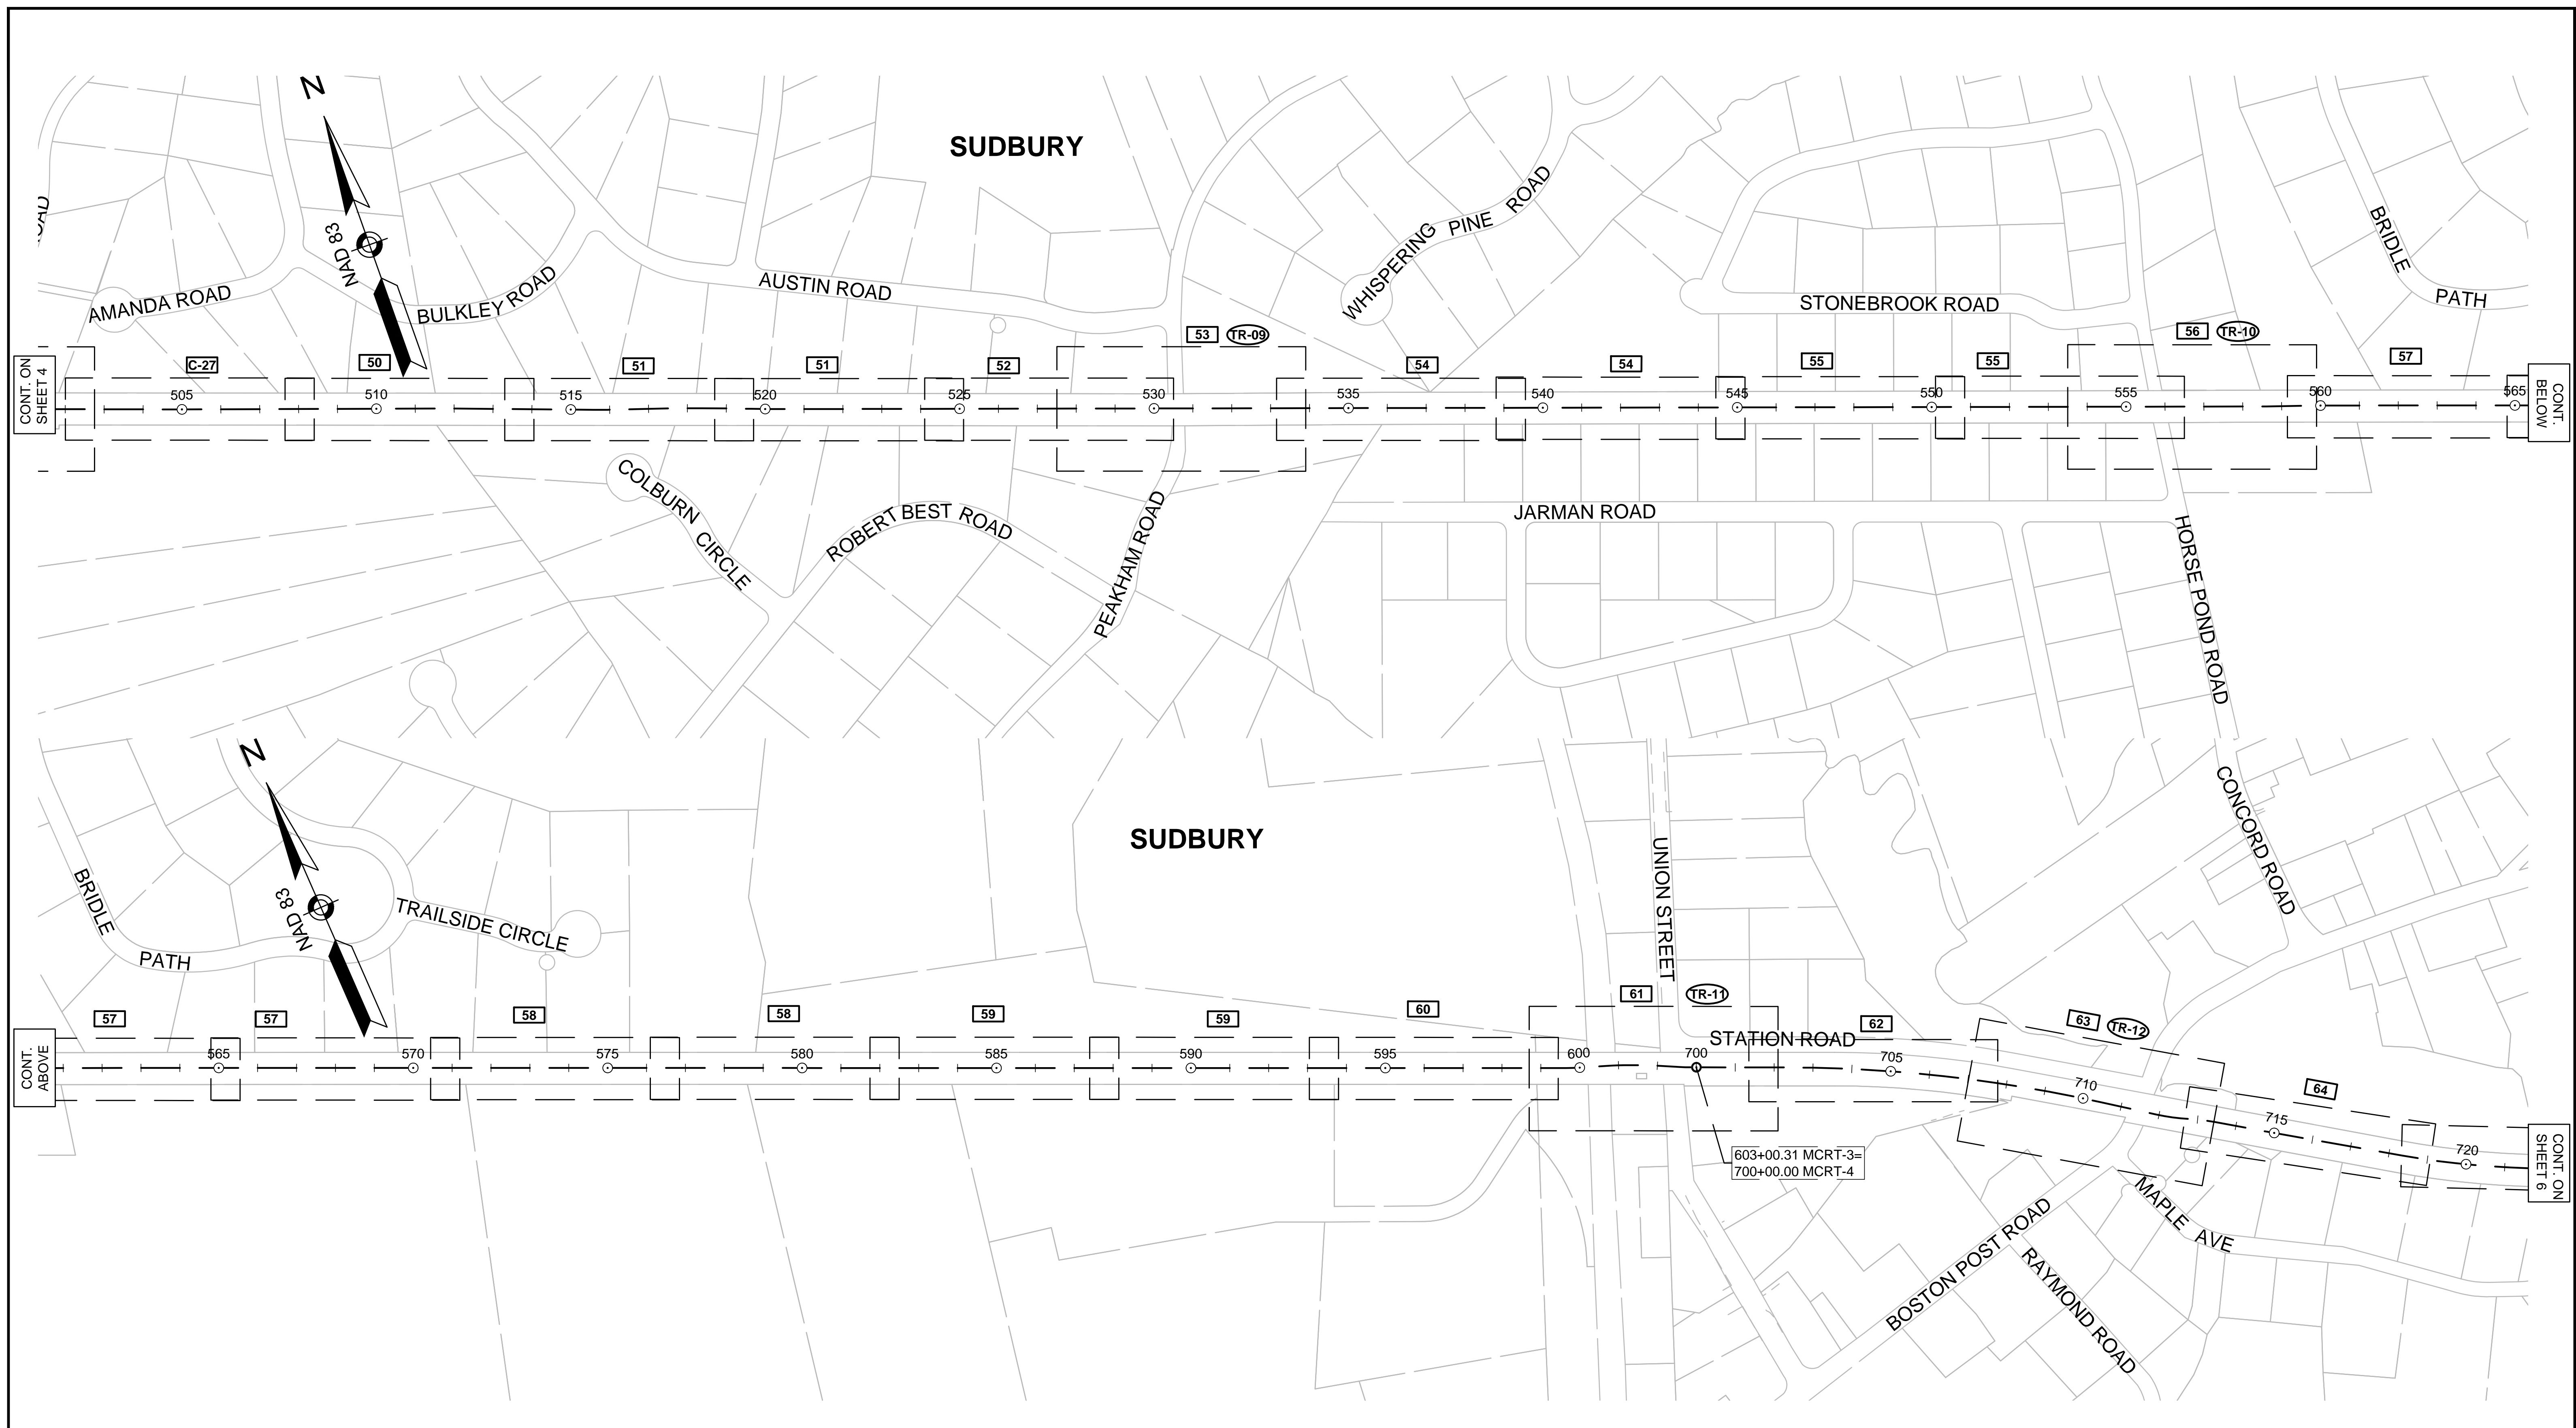 N
NAD 83
SUDBURY
AMANDA ROAD
BULKLEY ROAD
AUSTIN ROAD
WHISPERING PINE ROAD
STONEBROOK ROAD
BRIDLE PATH
53 TR-09
56 TR-10
C-27 50 51 51 52 54 54 55 55 57
CONT. ON
SHEET 4
505 510 515 520 525 530 535 540 545 550 555 560 565
CONT.
BELOW
COLBURN CIRCLE
ROBERT BEST ROAD
PEAKHAM ROAD
JARMAN ROAD
HORSE POND ROAD
N
NAD 83
SUDBURY
BRIDLE PATH
TRAILSIDE CIRCLE
UNION STREET
CONCORD ROAD
57 57 58 58 59 59 60 61 TR-11 62 63 TR-12 64
STATION ROAD
CONT.
ABOVE
565 570 575 580 585 590 595 600 700 705 710 715 720
CONT. ON
SHEET 6
603+00.31 MCRT-3=
700+00.00 MCRT-4
MAPLE AVE
BOSTON POST ROAD
RAYMOND ROAD